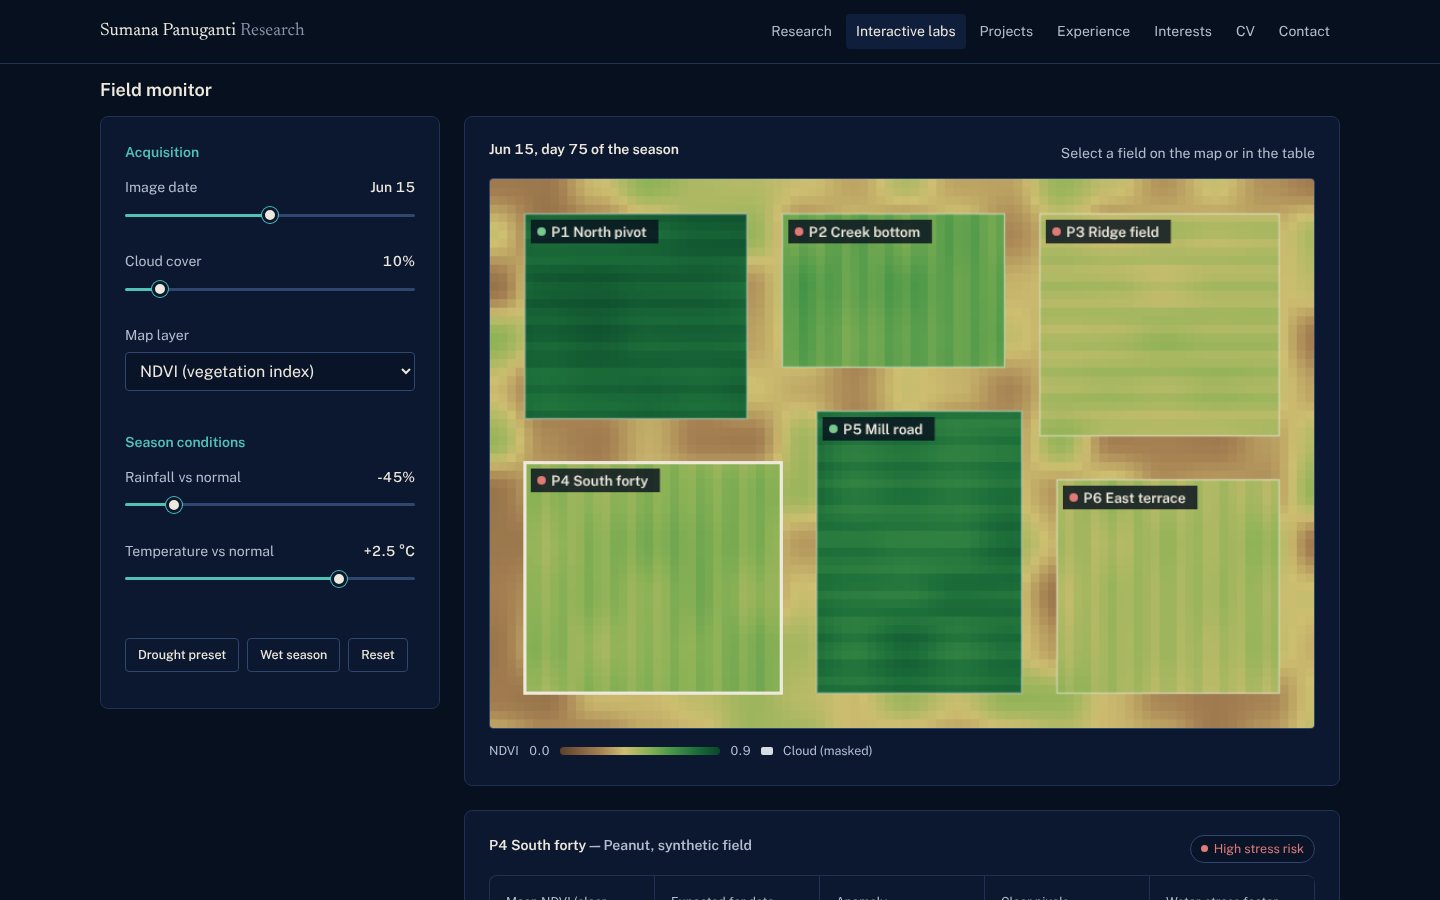 Sumana Panuganti Research
Research
Interactive labs
Projects
Experience
Interests
CV
Contact
Field monitor
Acquisition
Image date Jun 15
Cloud cover 10%
Map layer
NDVI (vegetation index)
Season conditions
Rainfall vs normal -45%
Temperature vs normal +2.5 °C
Drought preset
Wet season
Reset
Jun 15, day 75 of the season
Select a field on the map or in the table
P1 North pivot
P2 Creek bottom
P3 Ridge field
P5 Mill road
P4 South forty
P6 East terrace
NDVI 0.0 0.9 Cloud (masked)
P4 South forty — Peanut, synthetic field
High stress risk